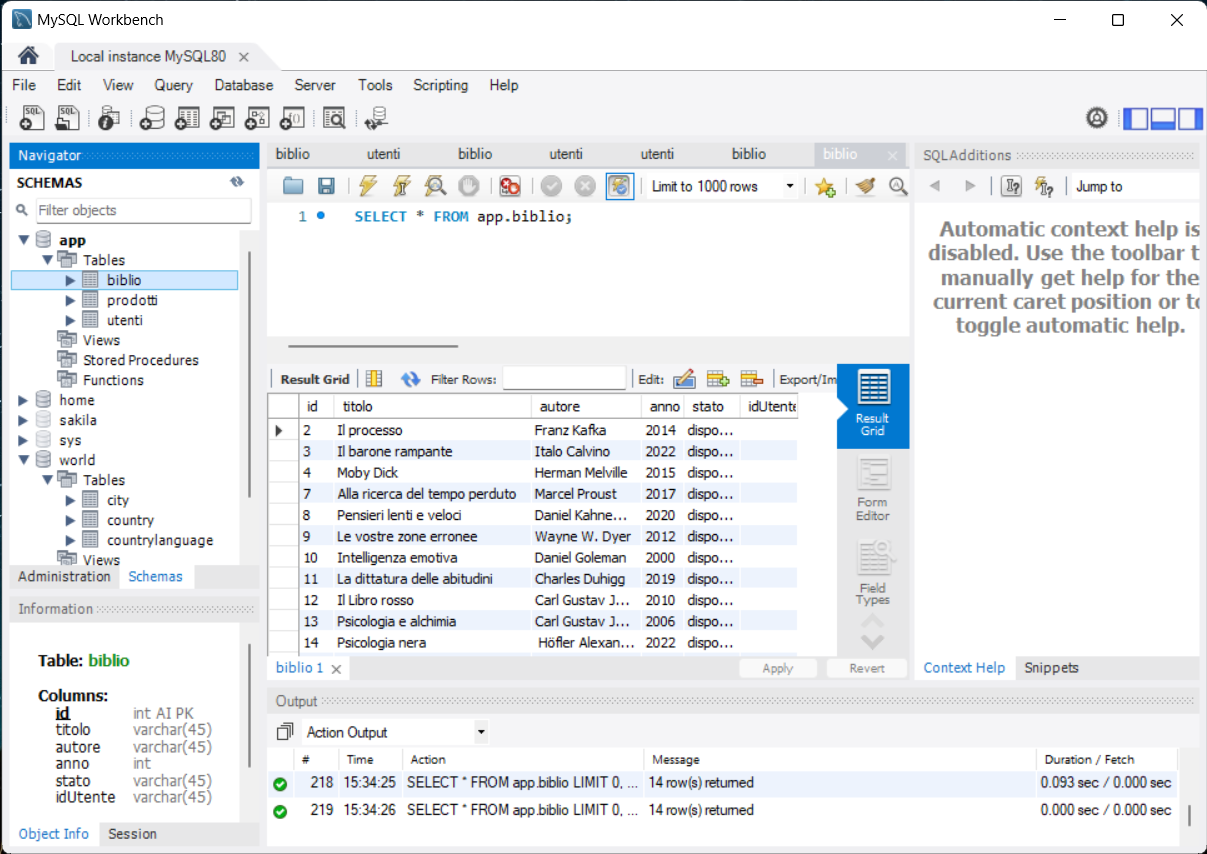 MySQL Workbench
Local instance MySQL80
File Edit View Query Database Server Tools Scripting Help
Navigator
SCHEMAS
Filter objects
app
Tables
biblio
prodotti
utenti
Views
Stored Procedures
Functions
home
sakila
sys
world
Tables
city
country
countrylanguage
Views
Administration Schemas
Information
Table: biblio
Columns:
id int AI PK
titolo varchar(45)
autore varchar(45)
anno int
stato varchar(45)
idUtente varchar(45)
Object Info Session
biblio utenti biblio utenti utenti biblio biblio
Limit to 1000 rows
1 SELECT * FROM app.biblio;
Result Grid Filter Rows: Edit: Export/Im
id titolo autore anno stato idUtente
2 Il processo Franz Kafka 2014 dispo...
3 Il barone rampante Italo Calvino 2022 dispo...
4 Moby Dick Herman Melville 2015 dispo...
7 Alla ricerca del tempo perduto Marcel Proust 2017 dispo...
8 Pensieri lenti e veloci Daniel Kahne... 2020 dispo...
9 Le vostre zone erronee Wayne W. Dyer 2012 dispo...
10 Intelligenza emotiva Daniel Goleman 2000 dispo...
11 La dittatura delle abitudini Charles Duhigg 2019 dispo...
12 Il Libro rosso Carl Gustav J... 2010 dispo...
13 Psicologia e alchimia Carl Gustav J... 2006 dispo...
14 Psicologia nera Höfler Alexan... 2022 dispo...
Result
Grid
Form
Editor
Field
Types
biblio 1 Apply Revert
SQLAdditions
Jump to
Automatic context help is
disabled. Use the toolbar t
manually get help for the
current caret position or to
toggle automatic help.
Context Help Snippets
Output
Action Output
# Time Action Message Duration / Fetch
218 15:34:25 SELECT * FROM app.biblio LIMIT 0, ... 14 row(s) returned 0.093 sec / 0.000 sec
219 15:34:26 SELECT * FROM app.biblio LIMIT 0, ... 14 row(s) returned 0.000 sec / 0.000 sec